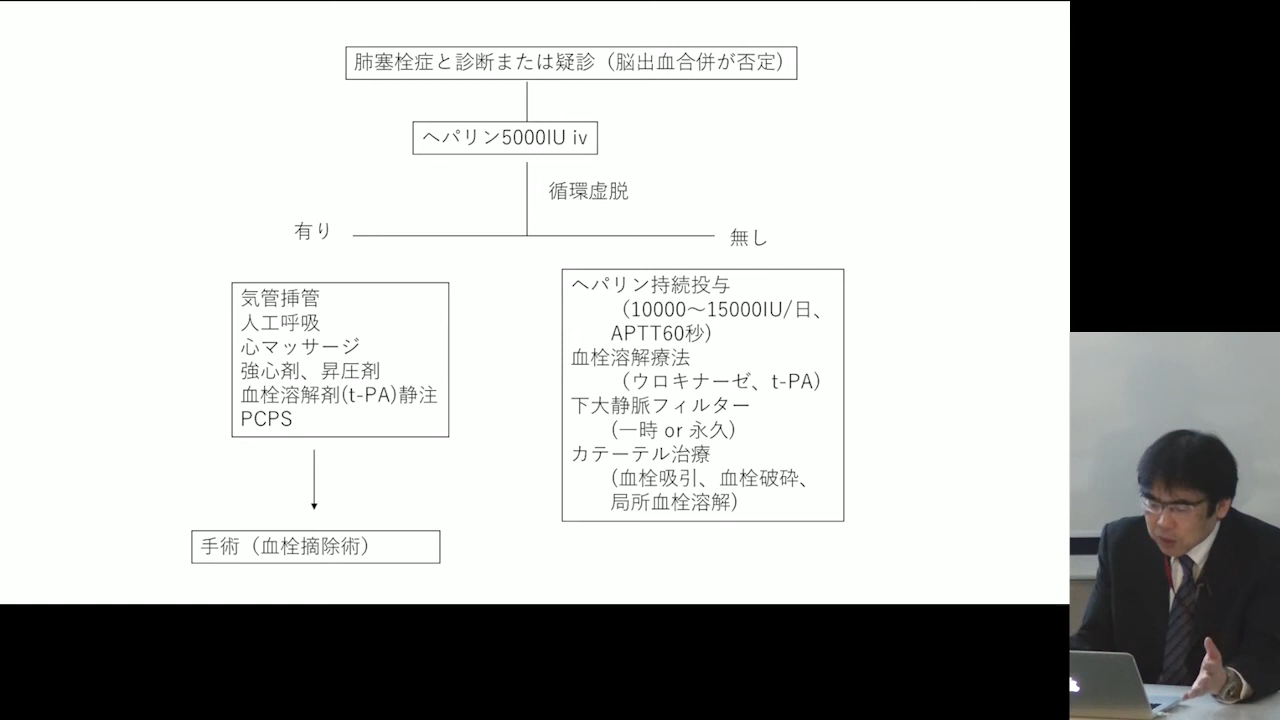 肺塞栓症と診断または疑診（脳出血合併が否定）
ヘパリン5000IU iv
循環虚脱
有り
無し
気管挿管
人工呼吸
心マッサージ
強心剤、昇圧剤
血栓溶解剤(t-PA)静注
PCPS
手術（血栓摘除術）
ヘパリン持続投与
（10000～15000IU/日、
APTT60秒）
血栓溶解療法
（ウロキナーゼ、t-PA）
下大静脈フィルター
(一時 or 永久)
カテーテル治療
(血栓吸引、血栓破砕、
局所血栓溶解)